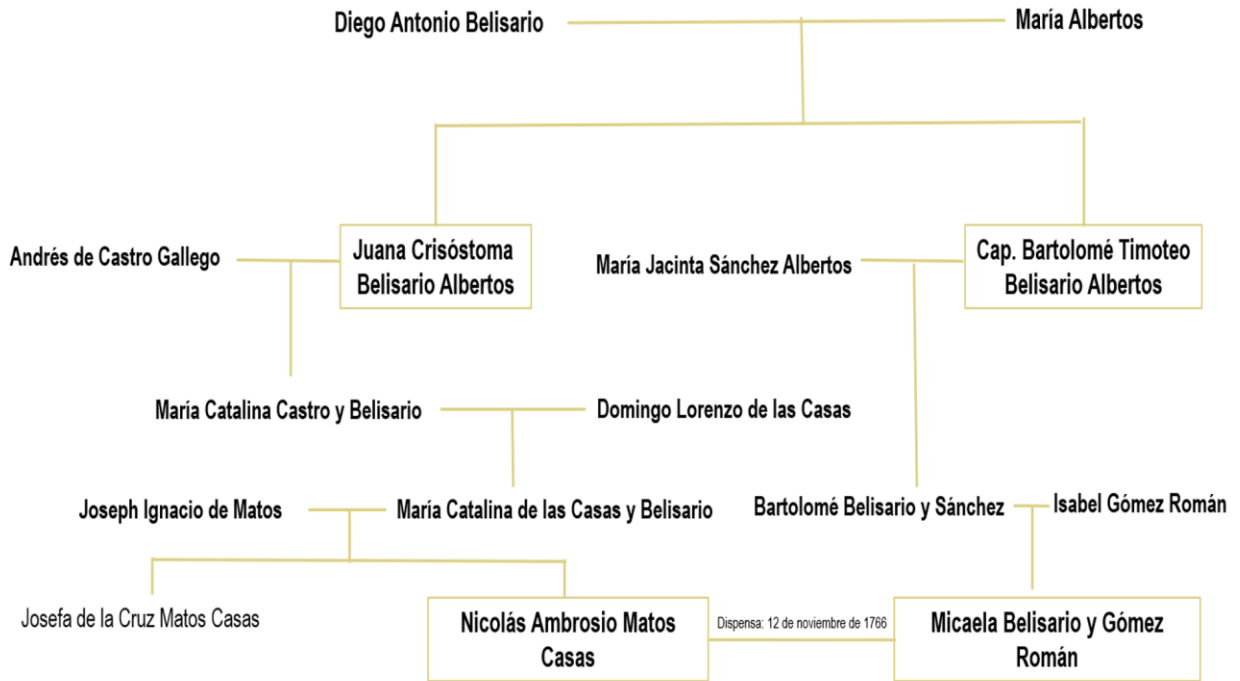 Diego Antonio Belisario
María Albertos
Andrés de Castro Gallego
Juana Crisóstoma
Belisario Albertos
María Jacinta Sánchez Albertos
Cap. Bartolomé Timoteo
Belisario Albertos
María Catalina Castro y Belisario
Domingo Lorenzo de las Casas
Joseph Ignacio de Matos
María Catalina de las Casas y Belisario
Bartolomé Belisario y Sánchez
Isabel Gómez Román
Josefa de la Cruz Matos Casas
Nicolás Ambrosio Matos
Casas
Dispensa: 12 de noviembre de 1766
Micaela Belisario y Gómez
Román